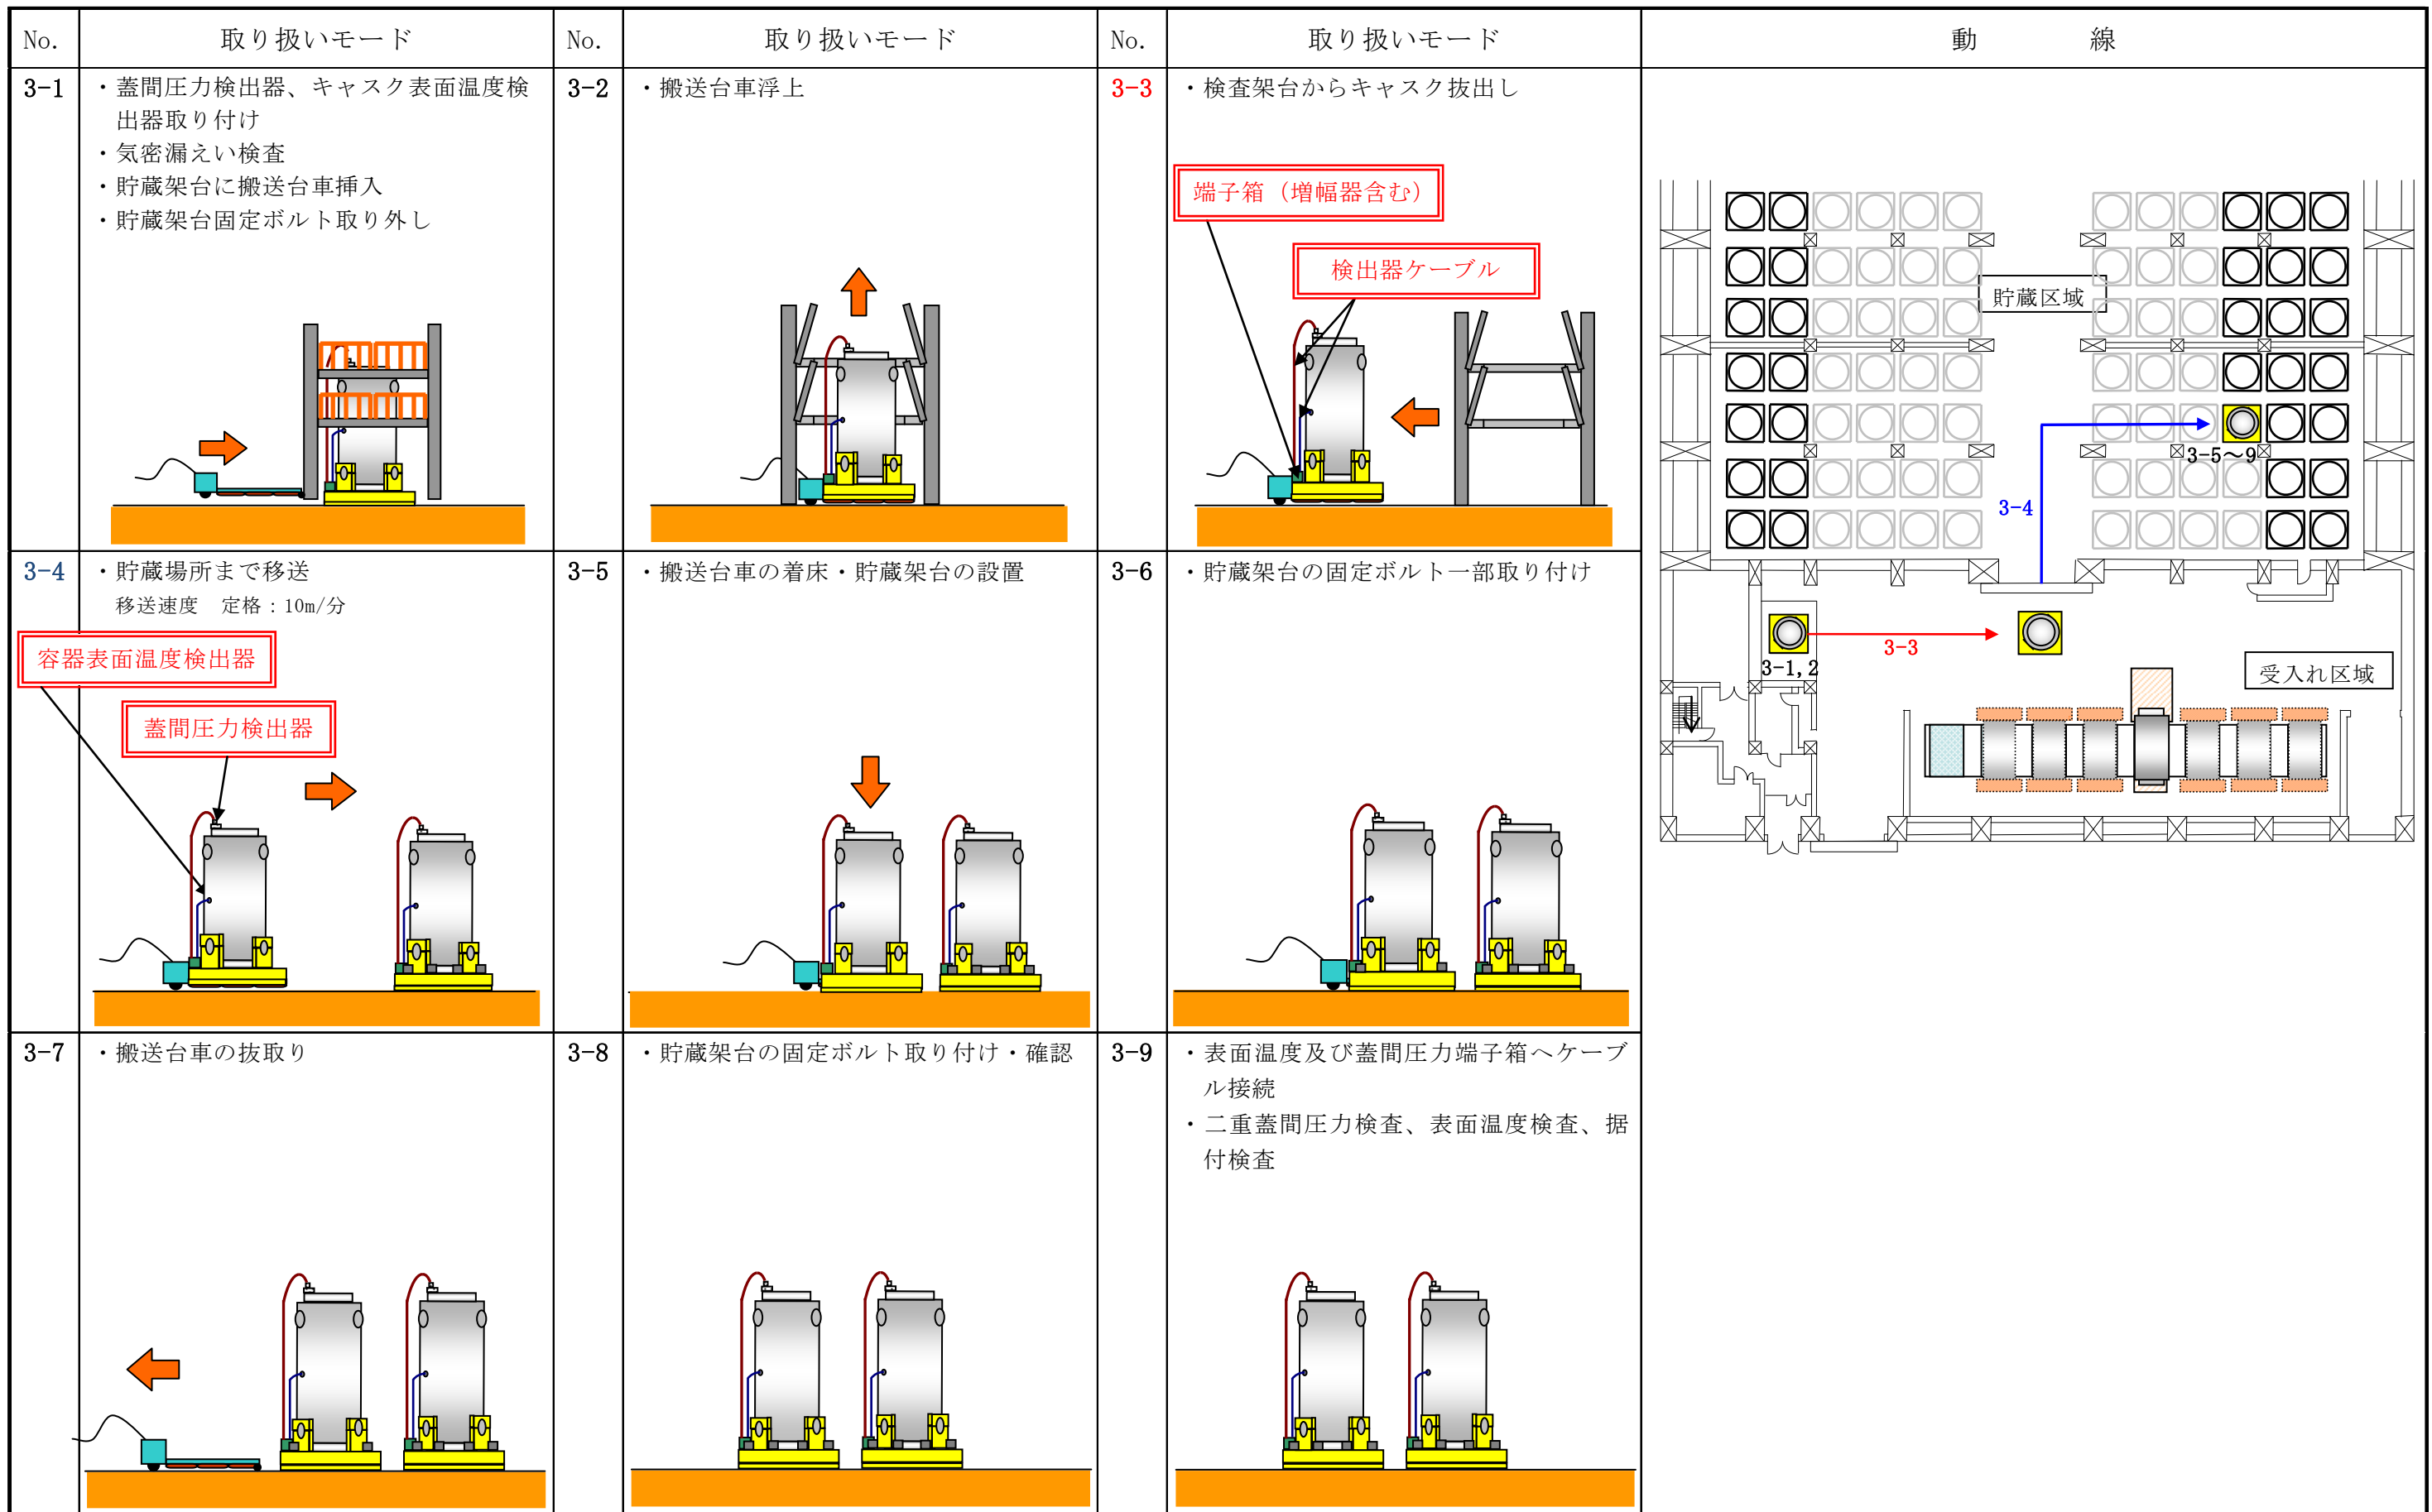 No.
取り扱いモード
No.
取り扱いモード
No.
取り扱いモード
動　　線
3-1
・蓋間圧力検出器、キャスク表面温度検
出器取り付け
・気密漏えい検査
・貯蔵架台に搬送台車挿入
・貯蔵架台固定ボルト取り外し
3-2
・搬送台車浮上
3-3
・検査架台からキャスク抜出し
端子箱（増幅器含む）
検出器ケーブル
3-4
・貯蔵場所まで移送
移送速度　定格：10m/分
容器表面温度検出器
蓋間圧力検出器
3-5
・搬送台車の着床・貯蔵架台の設置
3-6
・貯蔵架台の固定ボルト一部取り付け
3-7
・搬送台車の抜取り
3-8
・貯蔵架台の固定ボルト取り付け・確認
3-9
・表面温度及び蓋間圧力端子箱へケーブ
ル接続
・二重蓋間圧力検査、表面温度検査、据
付検査
貯蔵区域
3-5～9
3-4
3-3
3-1,2
受入れ区域